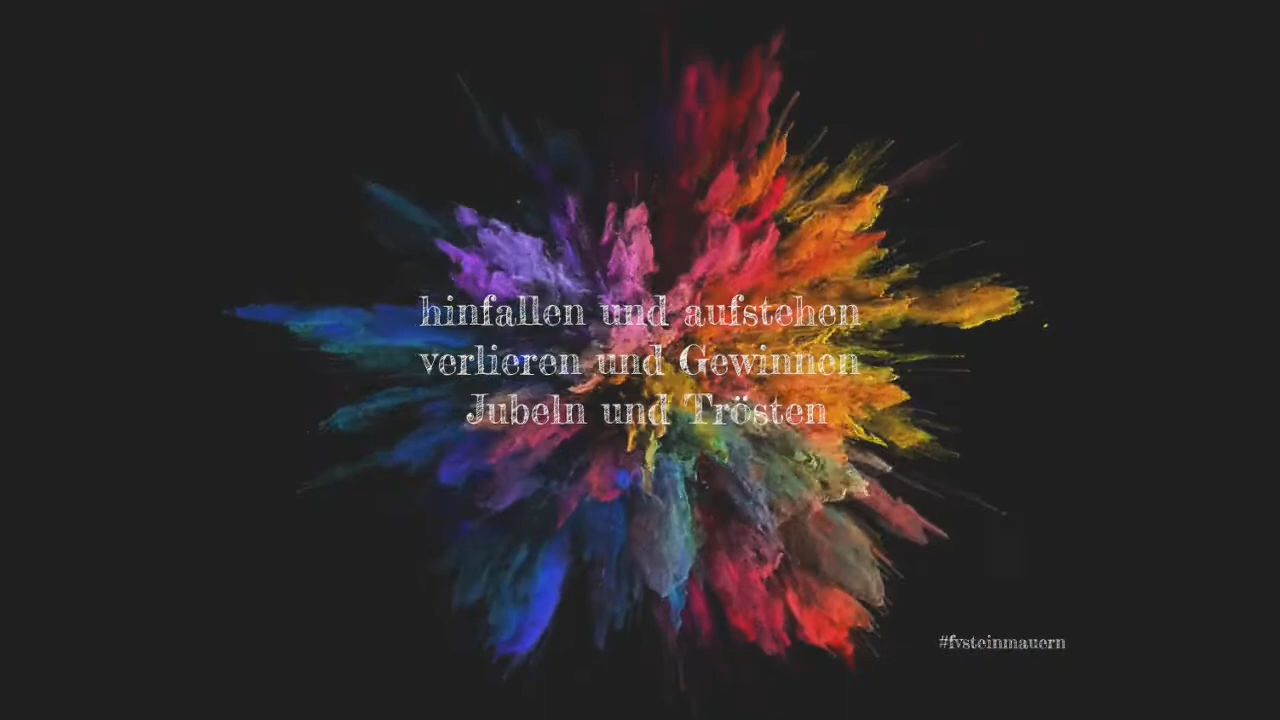 hinfallen und aufstehen
verlieren und Gewinnen
Jubeln und Trösten
#fvsteinmauern